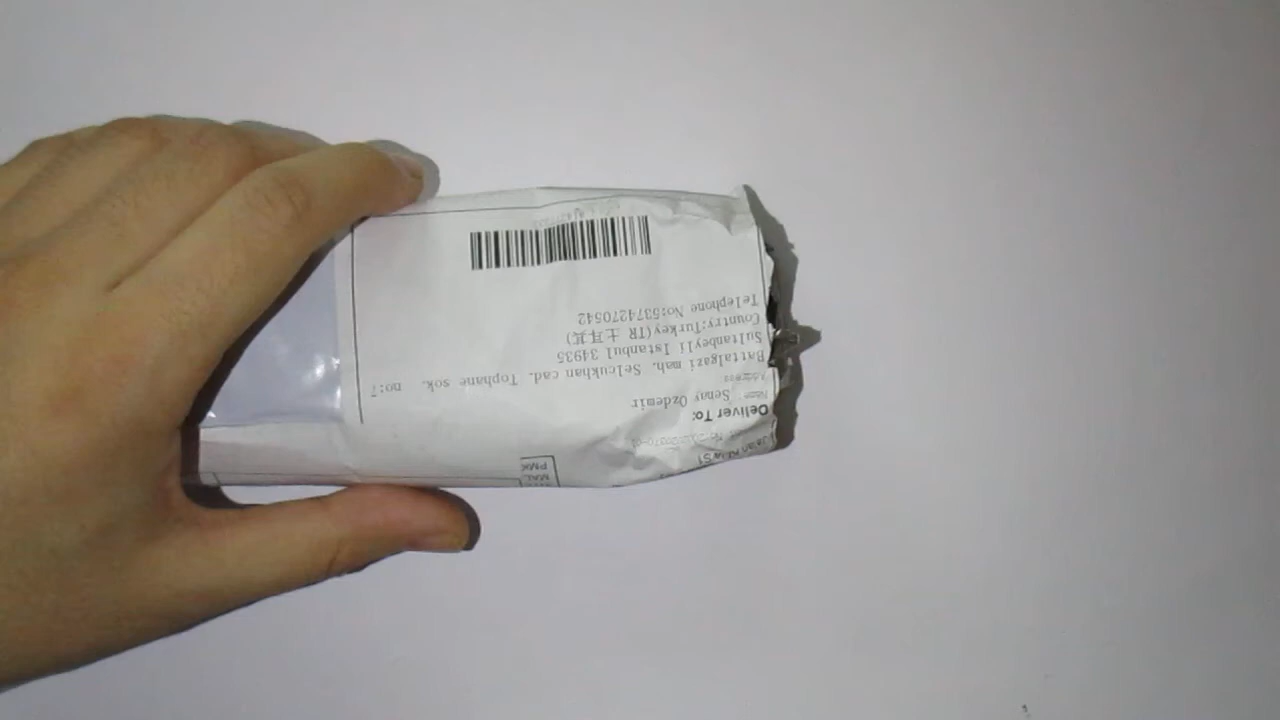 Deliver To:
Name Senay Ozdemir
Address
Battalgazi mah. Selcukhan cad. Tophane sok. no:7
Sultanbeyli Istanbul 34935
Country:Turkey(TR 土耳其)
Telephone No:5374270542